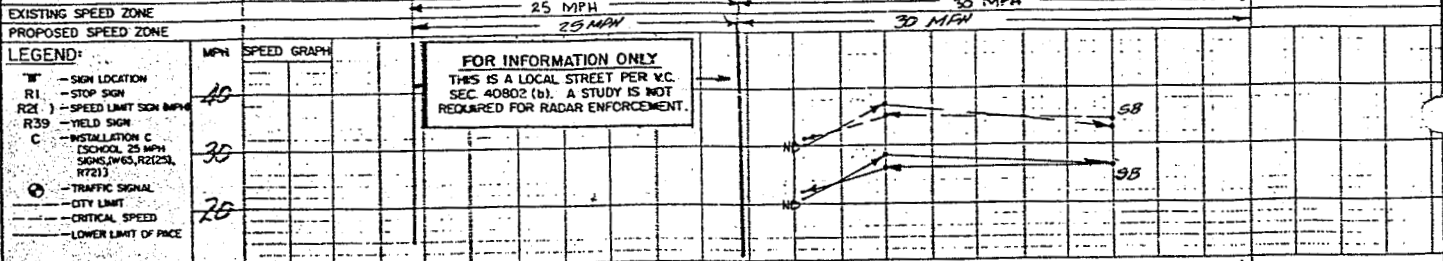 EXISTING SPEED ZONE
25 MPH
PROPOSED SPEED ZONE
25 MPH
30 MPH
LEGEND:
MPH
SPEED GRAPH
- SIGN LOCATION
R1 - STOP SIGN
R2( ) - SPEED LIMIT SIGN (MPH)
R39 - YIELD SIGN
C - INSTALLATION C
(SCHOOL 25 MPH
SIGNS,(W65,R2(25),
R72))
- TRAFFIC SIGNAL
- CITY LIMIT
- CRITICAL SPEED
- LOWER LIMIT OF PACE
40
30
20
FOR INFORMATION ONLY
THIS IS A LOCAL STREET PER V.C.
SEC. 40802 (b). A STUDY IS NOT
REQUIRED FOR RADAR ENFORCEMENT.
SB
NB
SB
NB